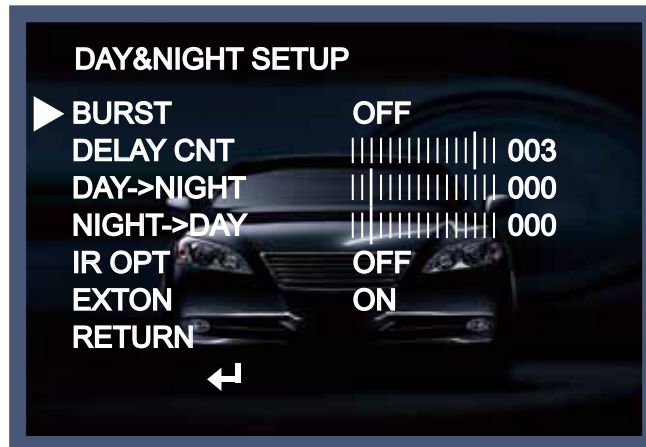 DAY&NIGHT SETUP
BURST OFF
DELAY CNT 003
DAY->NIGHT 000
NIGHT->DAY 000
IR OPT OFF
EXTON ON
RETURN